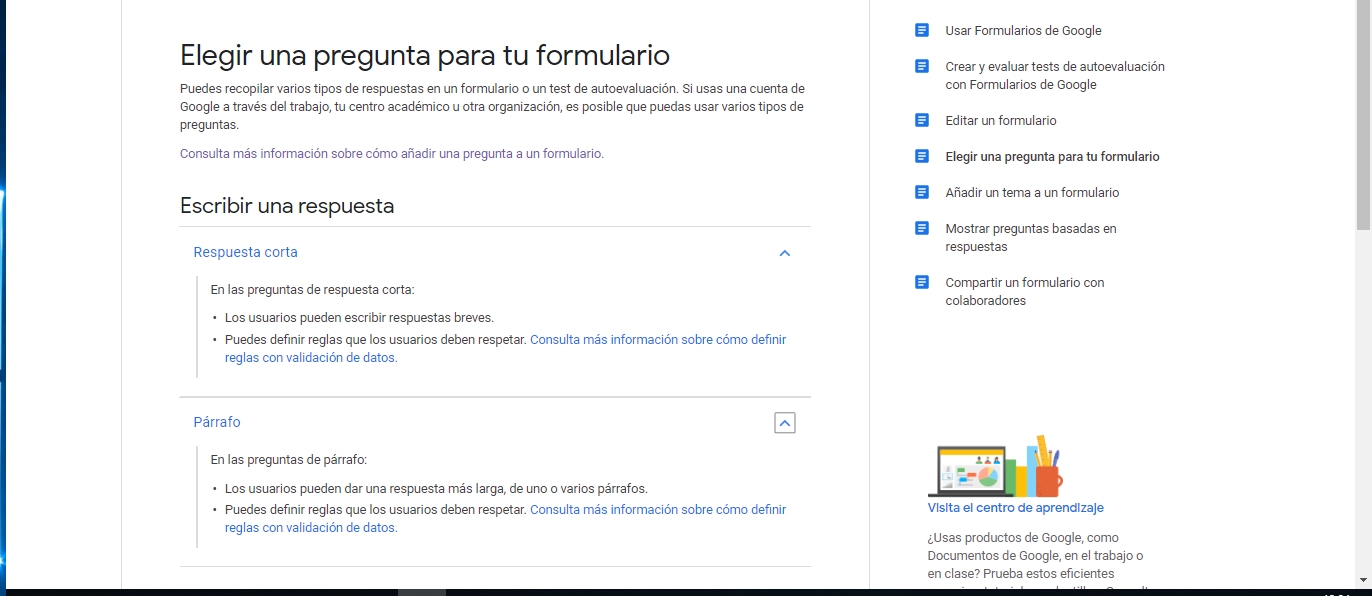 Elegir una pregunta para tu formulario
Puedes recopilar varios tipos de respuestas en un formulario o un test de autoevaluación. Si usas una cuenta de
Google a través del trabajo, tu centro académico u otra organización, es posible que puedas usar varios tipos de
preguntas.
Consulta más información sobre cómo añadir una pregunta a un formulario.
Escribir una respuesta
Respuesta corta
En las preguntas de respuesta corta:
• Los usuarios pueden escribir respuestas breves.
• Puedes definir reglas que los usuarios deben respetar. Consulta más información sobre cómo definir
reglas con validación de datos.
Párrafo
En las preguntas de párrafo:
• Los usuarios pueden dar una respuesta más larga, de uno o varios párrafos.
• Puedes definir reglas que los usuarios deben respetar. Consulta más información sobre cómo definir
reglas con validación de datos.
Usar Formularios de Google
Crear y evaluar tests de autoevaluación
con Formularios de Google
Editar un formulario
Elegir una pregunta para tu formulario
Añadir un tema a un formulario
Mostrar preguntas basadas en
respuestas
Compartir un formulario con
colaboradores
Visita el centro de aprendizaje
¿Usas productos de Google, como
Documentos de Google, en el trabajo o
en clase? Prueba estos eficientes